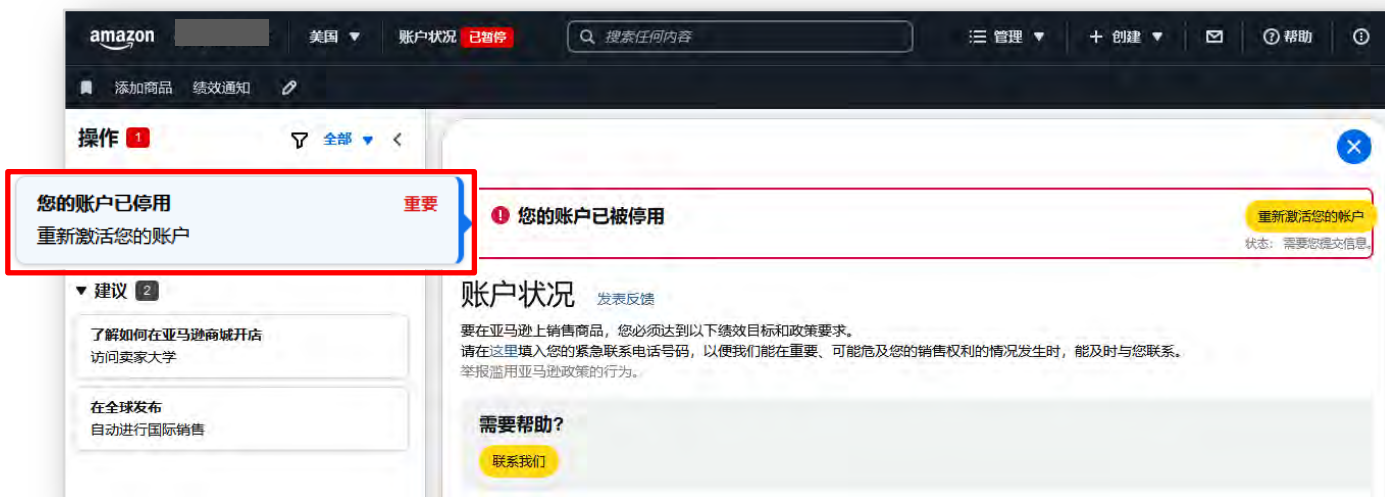 amazon 美国 ▼ 账户状况 已暂停 搜索任何内容 管理 ▼ + 创建 ▼ 帮助
添加商品 绩效通知
操作 1 全部 ▼
您的账户已停用 重要
重新激活您的账户
▼ 建议 2
了解如何在亚马逊商城开店
访问卖家大学
在全球发布
自动进行国际销售
您的账户已被停用
重新激活您的帐户
状态: 需要您提交信息。
账户状况 发表反馈
要在亚马逊上销售商品，您必须达到以下绩效目标和政策要求。
请在这里填入您的紧急联系电话号码，以便我们能在重要、可能危及您的销售权利的情况发生时，能及时与您联系。
举报滥用亚马逊政策的行为。
需要帮助?
联系我们